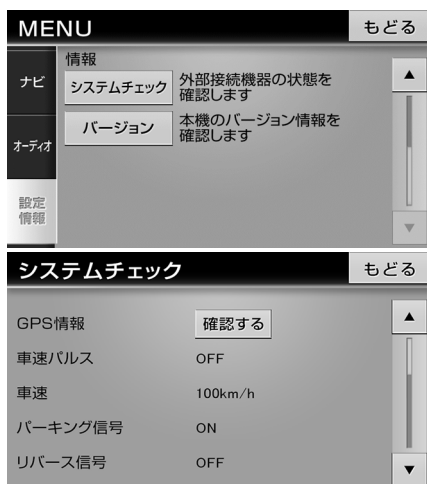 MENU
もどる
情報
ナビ
システムチェック
外部接続機器の状態を
確認します
▲
バージョン
本機のバージョン情報を
確認します
オーディオ
設定
情報
▼
システムチェック
もどる
GPS情報
確認する
▲
車速パルス
OFF
車速
100km/h
パーキング信号
ON
リバース信号
OFF
▼